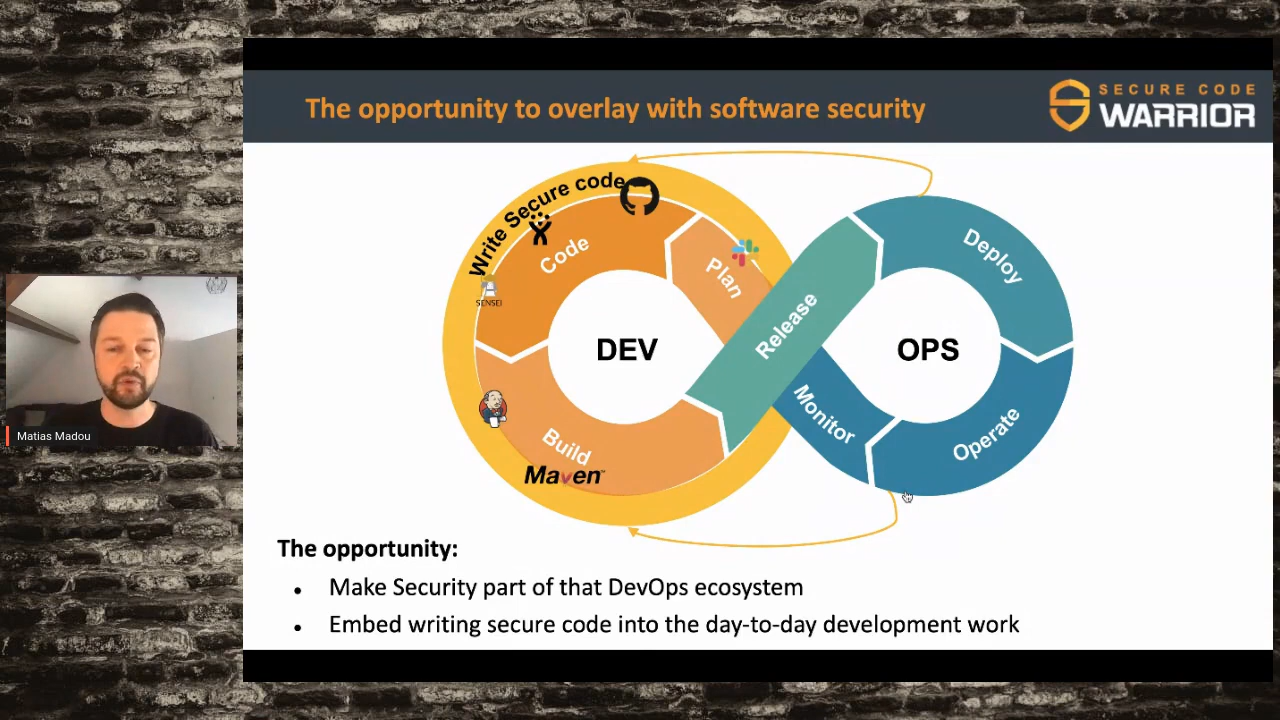 The opportunity to overlay with software security
SECURE CODE
WARRIOR
Write Secure code
Code
Plan
SENSEI
DEV
Release
OPS
Deploy
Build
Maven™
Monitor
Operate
Matias Madou
The opportunity:
• Make Security part of that DevOps ecosystem
• Embed writing secure code into the day-to-day development work